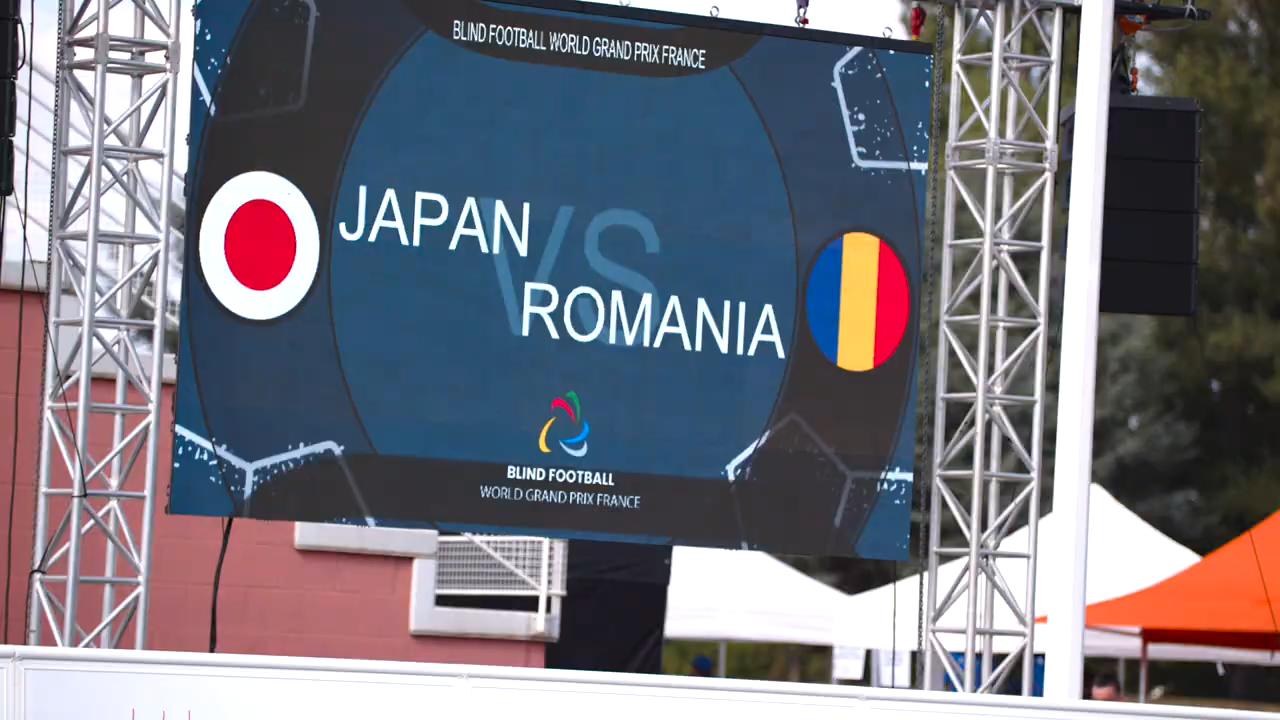 BLIND FOOTBALL WORLD GRAND PRIX FRANCE
JAPAN
VS
ROMANIA
BLIND FOOTBALL
WORLD GRAND PRIX FRANCE